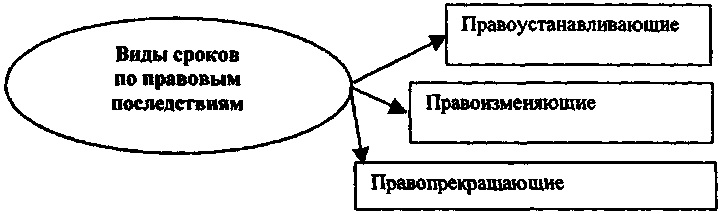 Виды сроков
по правовым
последствиям
Правоустанавливающие
Правоизменяющие
Правопрекращающие